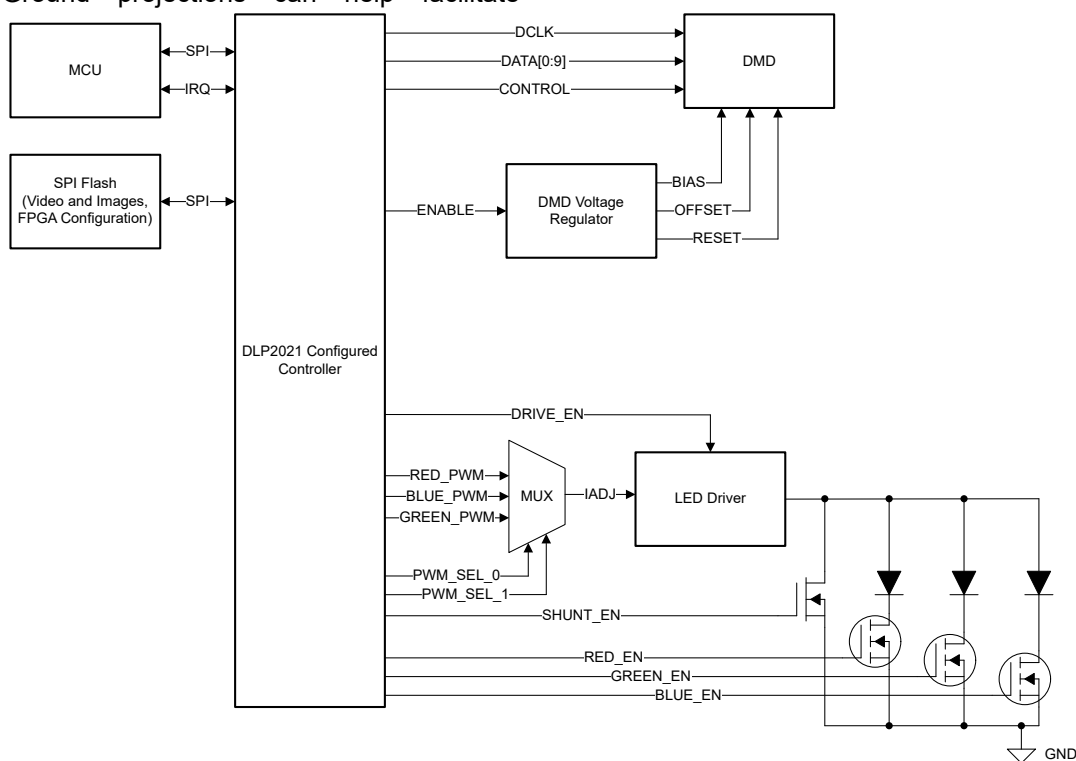 Ground projections can help facilitate
DCLK
MCU
SPI
DATA[0:9]
DMD
IRQ
CONTROL
SPI Flash
(Video and Images,
FPGA Configuration)
SPI
BIAS
ENABLE
DMD Voltage
Regulator
OFFSET
RESET
DLP2021 Configured
Controller
DRIVE_EN
RED_PWM
BLUE_PWM
GREEN_PWM
MUX
IADJ
LED Driver
PWM_SEL_0
PWM_SEL_1
SHUNT_EN
RED_EN
GREEN_EN
BLUE_EN
GND